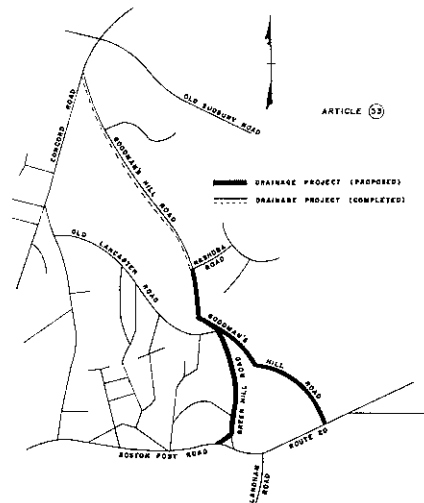 OLD SUDBURY ROAD
ARTICLE 53
CONCORD ROAD
GOODMAN'S HILL ROAD
DRAINAGE PROJECT (PROPOSED)
DRAINAGE PROJECT (COMPLETED)
OLD LANCASTER ROAD
NASHOBA ROAD
GOODMAN'S HILL ROAD
GREEN HILL ROAD
ROUTE 20
BOSTON POST ROAD
LANDHAM ROAD